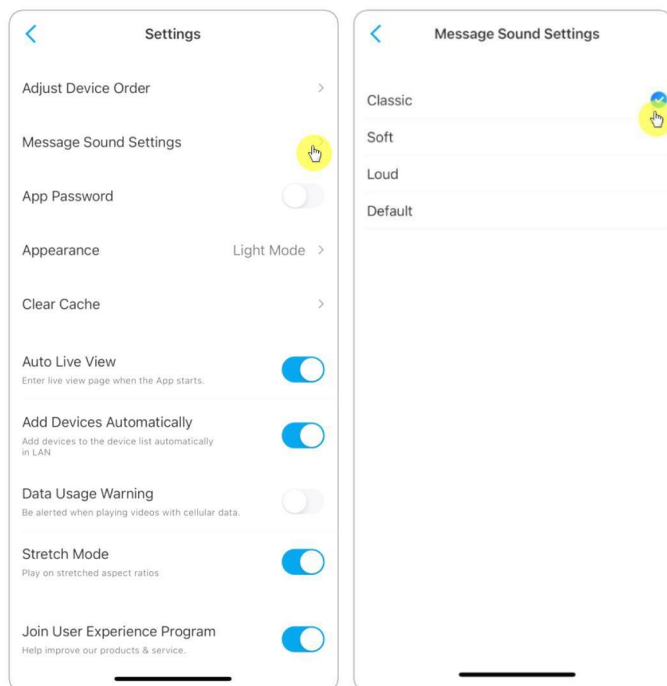 Settings
Adjust Device Order
Message Sound Settings
App Password
Appearance Light Mode
Clear Cache
Auto Live View
Enter live view page when the App starts.
Add Devices Automatically
Add devices to the device list automatically
in LAN
Data Usage Warning
Be alerted when playing videos with cellular data.
Stretch Mode
Play on stretched aspect ratios
Join User Experience Program
Help improve our products & service.
Message Sound Settings
Classic
Soft
Loud
Default